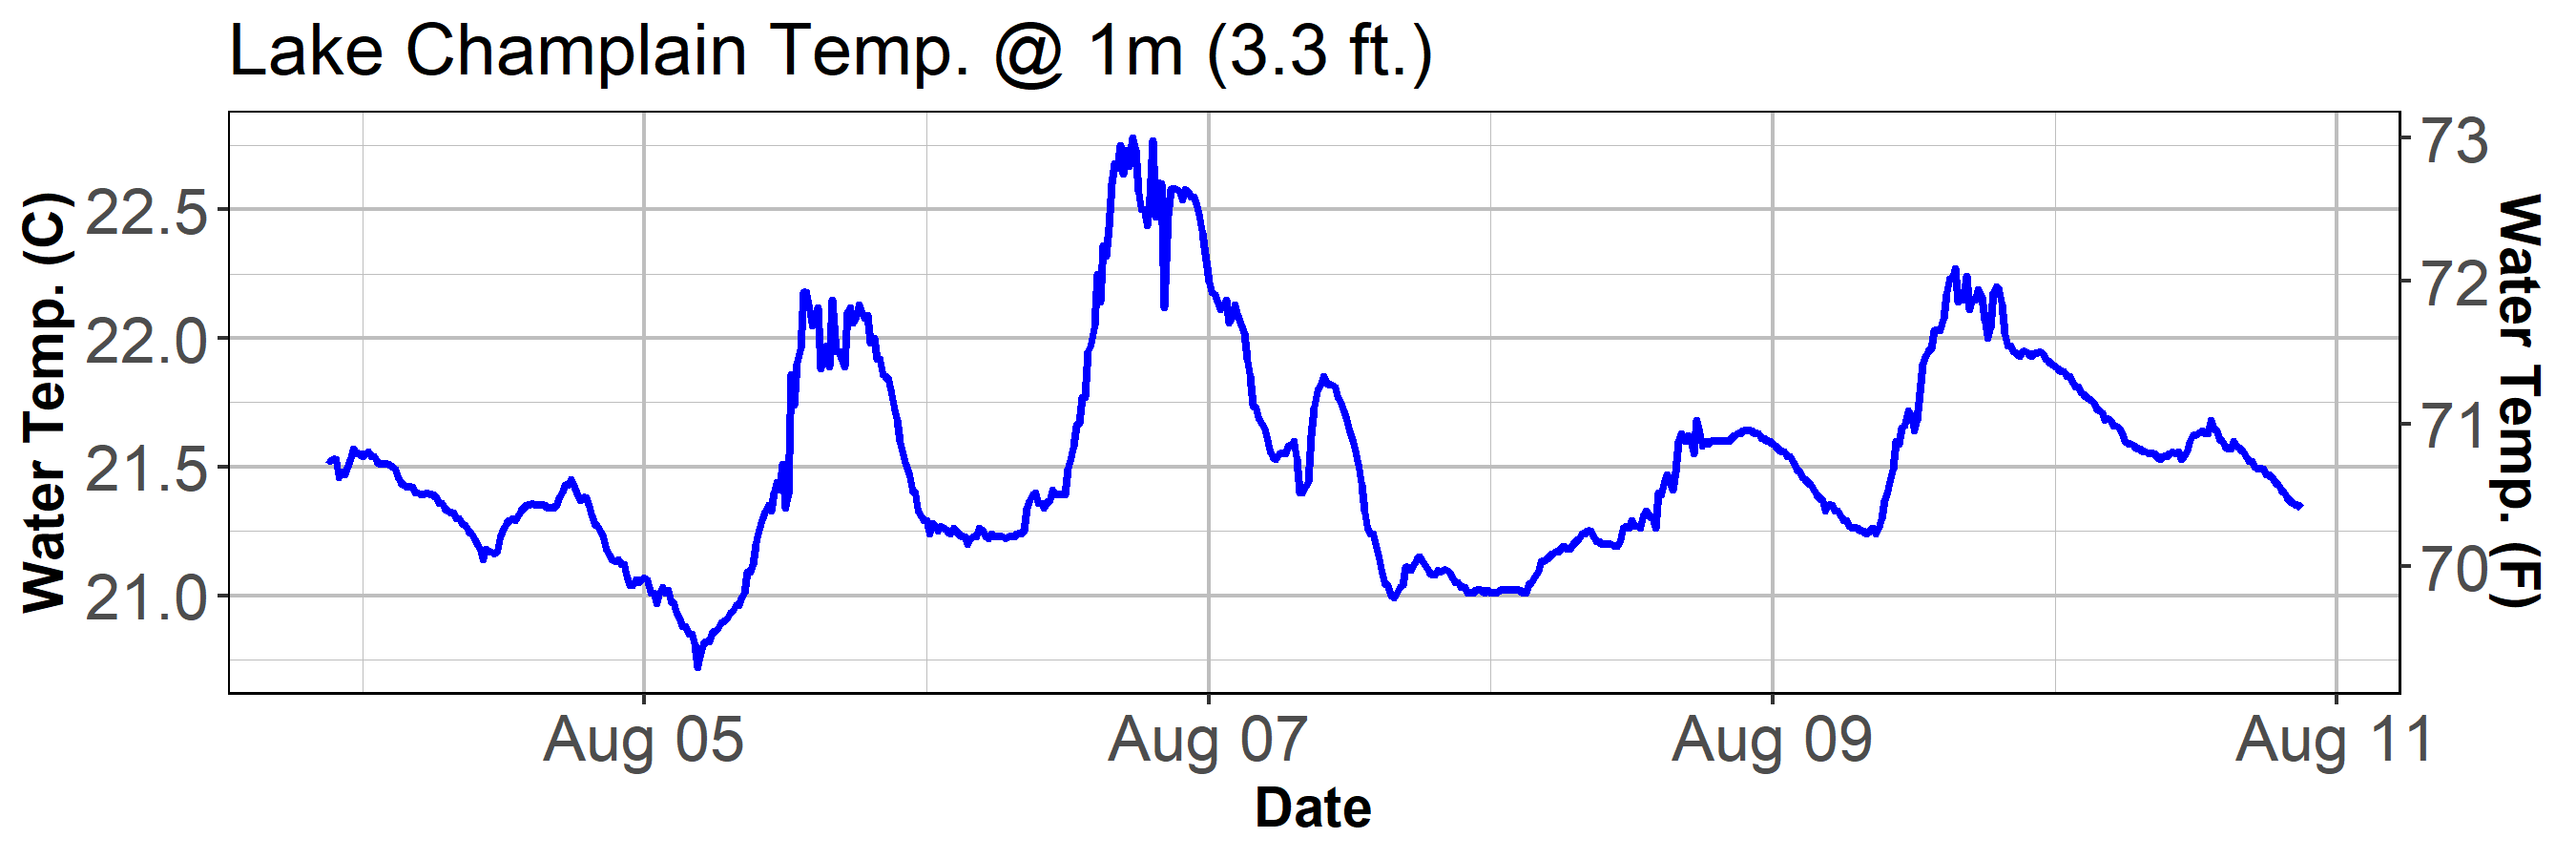 Lake Champlain Temp. @ 1m (3.3 ft.)
Water Temp. (C)
22.5
22.0
21.5
21.0
73
72
71
70
Water Temp. (F)
Aug 05
Aug 07
Aug 09
Aug 11
Date